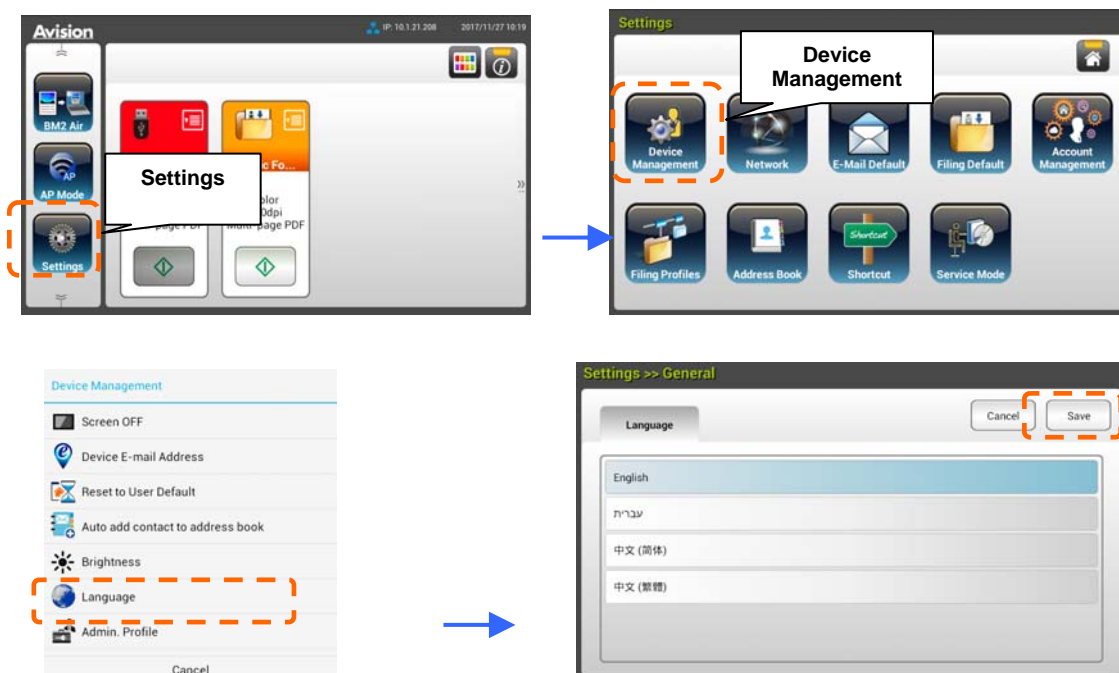 Avision
IP: 10.1.21.208
2017/11/27 10:19
BM2 Air
AP Mode
Settings
Settings
c Fo...
olor
0dpi
page PDF
Multi-page PDF
Settings
Device
Management
Device
Management
Network
E-Mail Default
Filing Default
Account
Management
Filing Profiles
Address Book
Shortcut
Shortcut
Service Mode
Device Management
Screen OFF
Device E-mail Address
Reset to User Default
Auto add contact to address book
Brightness
Language
Admin. Profile
Cancel
Settings >> General
Language
Cancel
Save
English
עברית
中文 (简体)
中文 (繁體)